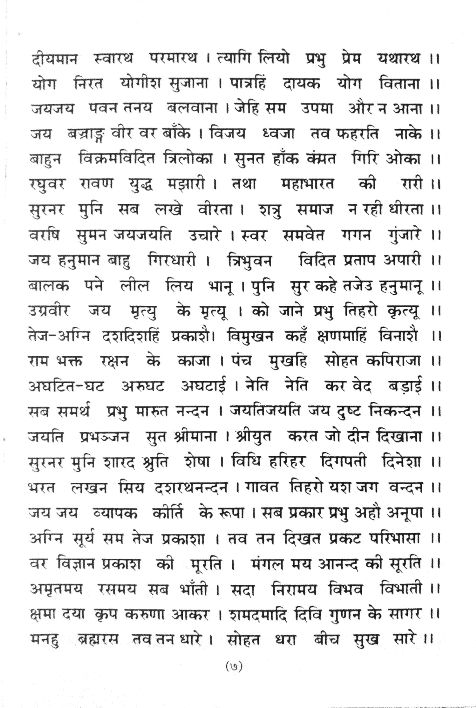 दीयमान स्वारथ परमारथ । त्यागि लियो प्रभु प्रेम यथारथ ।।
योग निरत योगीश सुजाना । पात्रहिं दायक योग विताना ।।
जयजय पवन तनय बलवाना । जेहि सम उपमा और न आना ।।
जय बज्राङ्ग वीर वर बाँके । विजय ध्वजा तव फहरति नाके ।।
बाहुन विक्रमविदित त्रिलोका । सुनत हाँक कंमत गिरि ओका ।।
रघुवर रावण युद्ध मझारी । तथा महाभारत की रारी ।।
सुरनर मुनि सब लखे वीरता । शत्रु समाज न रही धीरता ।।
वरषि सुमन जयजयति उचारे । स्वर समवेत गगन गुंजारे ।।
जय हनुमान बाहु गिरधारी । त्रिभुवन विदित प्रताप अपारी ।।
बालक पने लील लिय भानू । पुनि सुर कहे तजेउ हनुमानू ।।
उग्रवीर जय मृत्यु के मृत्यू । को जाने प्रभु तिहरो कृत्यू ।।
तेज-अग्नि दशदिशहिं प्रकाशै। विमुखन कहँ क्षणमाहिं विनाशै ।।
राम भक्त रक्षन के काजा । पंच मुखहि सोहत कपिराजा ।।
अघटित-घट अरुघट अघटाई । नेति नेति कर वेद बड़ाई ।।
सब समर्थ प्रभु मारुत नन्दन । जयतिजयति जय दुष्ट निकन्दन ।।
जयति प्रभञ्जन सुत श्रीमाना । श्रीयुत करत जो दीन दिखाना ।।
सुरनर मुनि शारद श्रुति शेषा । विधि हरिहर दिगपती दिनेशा ।।
भरत लखन सिय दशरथनन्दन । गावत तिहरो यश जग वन्दन ।।
जय जय व्यापक कीर्ति के रूपा । सब प्रकार प्रभु अहौ अनूपा ।।
अग्नि सूर्य सम तेज प्रकाशा । तव तन दिखत प्रकट परिभासा ।।
वर विज्ञान प्रकाश की मूरति । मंगल मय आनन्द की सूरति ।।
अमृतमय रसमय सब भाँती । सदा निरामय विभव विभाती ।।
क्षमा दया कृप करुणा आकर । शमदमादि दिवि गुणन के सागर ।।
मनहु ब्रह्मरस तव तन धारे । सोहत धरा बीच सुख सारे ।।
(७)